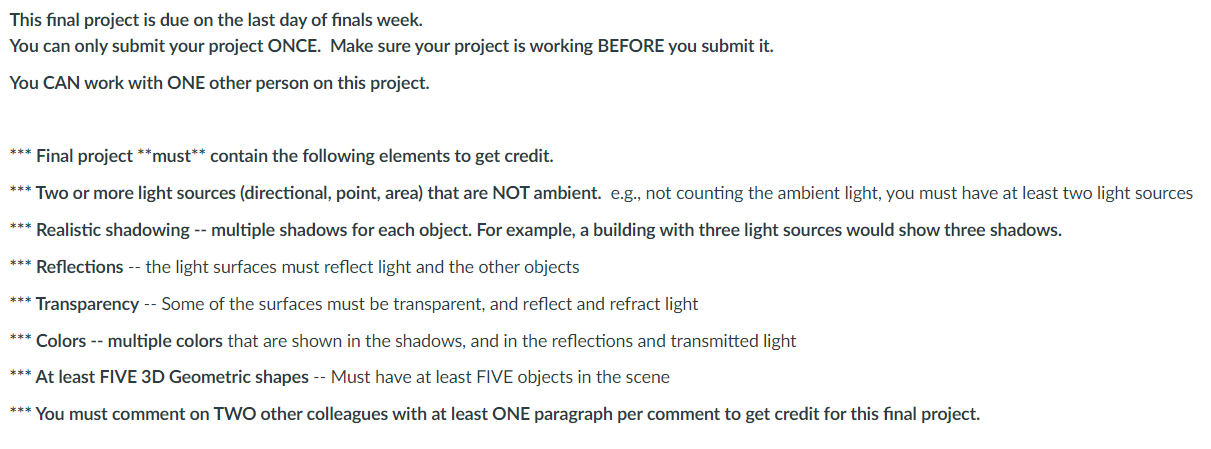 This final project is due on the last day of finals week.
You can only submit your project ONCE.  Make sure your project is working BEFORE you submit it.
You CAN work with ONE other person on this project.
*** Final project **must** contain the following elements to get credit.
*** Two or more light sources (directional, point, area) that are NOT ambient.  e.g., not counting the ambient light, you must have at least two light sources
*** Realistic shadowing -- multiple shadows for each object. For example, a building with three light sources would show three shadows.
*** Reflections -- the light surfaces must reflect light and the other objects
*** Transparency -- Some of the surfaces must be transparent, and reflect and refract light
*** Colors -- multiple colors that are shown in the shadows, and in the reflections and transmitted light
*** At least FIVE 3D Geometric shapes -- Must have at least FIVE objects in the scene
*** You must comment on TWO other colleagues with at least ONE paragraph per comment to get credit for this final project.